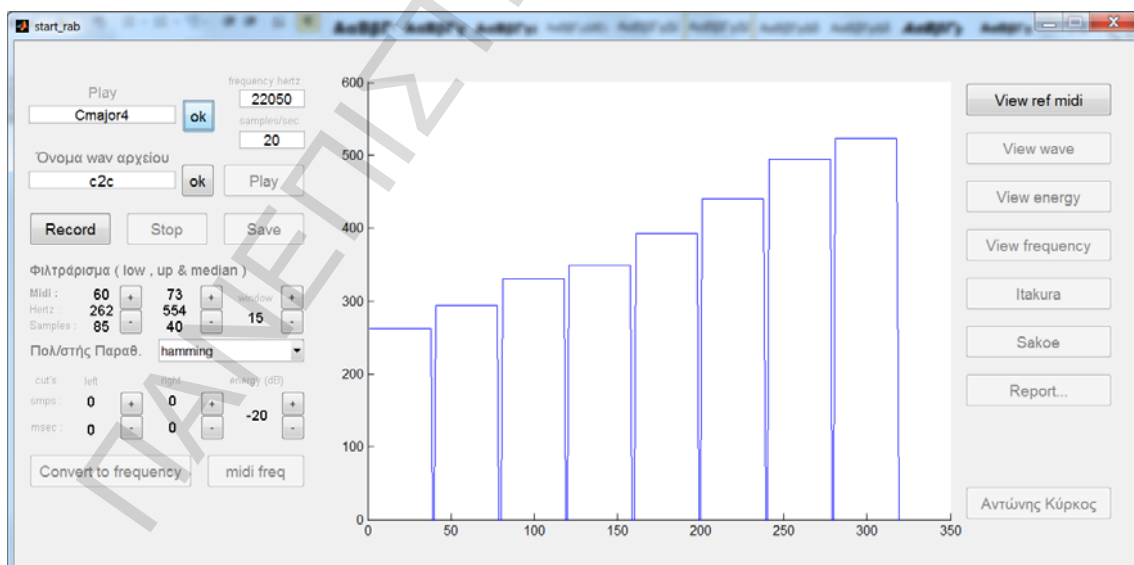 start_rab
frequency hertz
Play
22050
Cmajor4
ok
samples/sec
20
Όνομα wav αρχείου
c2c
ok
Play
Record
Stop
Save
Φιλτράρισμα ( low , up & median )
Midi :
60
+
73
+
window
+
Hertz :
262
554
15
Samples :
85
-
40
-
-
Πολ/στής Παραθ.
hamming
cut's
left
right
energy (dB)
smps :
0
+
0
+
-20
+
msec :
0
-
0
-
-
Convert to frequency
midi freq
600
500
400
300
200
100
0
0
50
100
150
200
250
300
350
View ref midi
View wave
View energy
View frequency
Itakura
Sakoe
Report...
Αντώνης Κύρκος